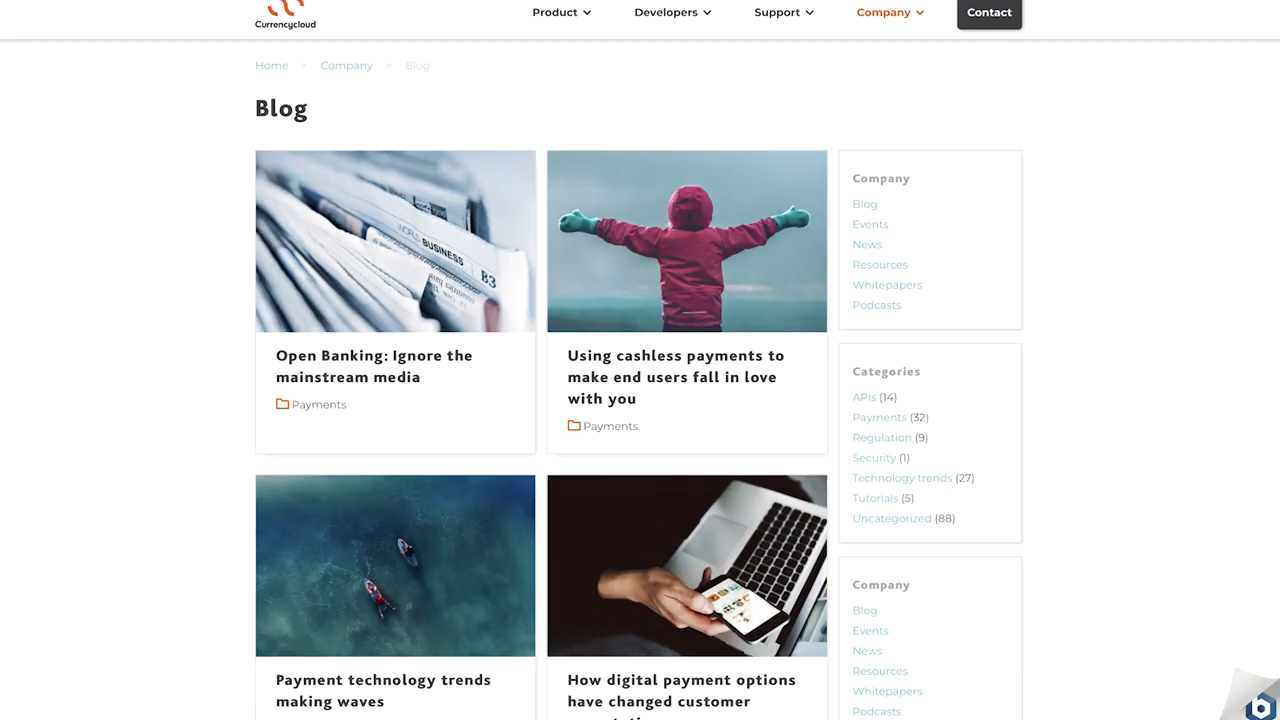 Currencycloud
Product
Developers
Support
Company
Contact
Home > Company > Blog
Blog
WORLD BUSINESS
B3
Open Banking: Ignore the
mainstream media
Payments
Using cashless payments to
make end users fall in love
with you
Payments
Payment technology trends
making waves
How digital payment options
have changed customer
Company
Blog
Events
News
Resources
Whitepapers
Podcasts
Categories
APIs (14)
Payments (32)
Regulation (9)
Security (1)
Technology trends (27)
Tutorials (5)
Uncategorized (88)
Company
Blog
Events
News
Resources
Whitepapers
Podcasts